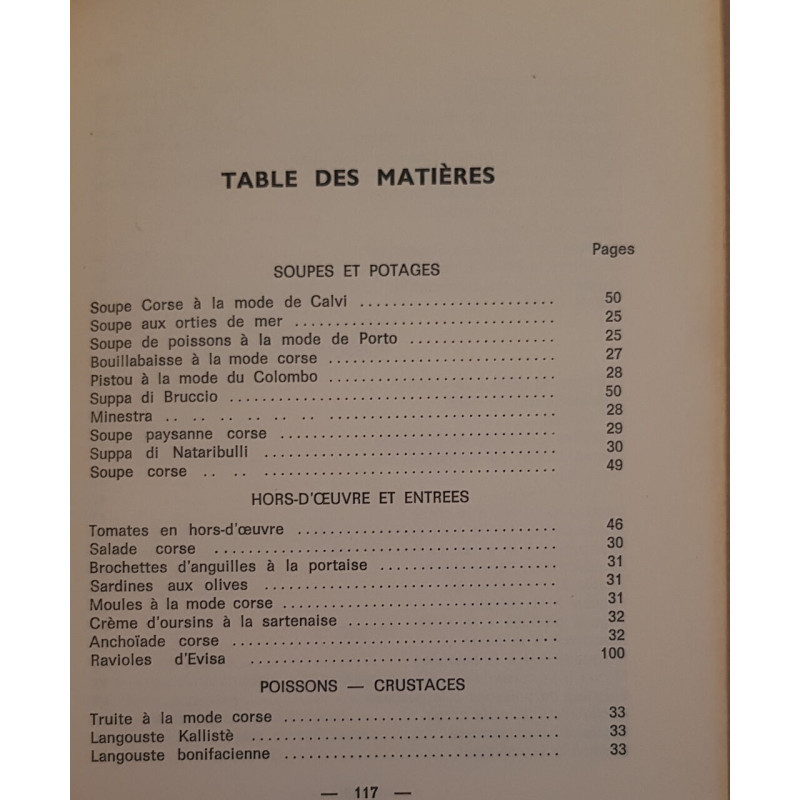 TABLE DES MATIÈRES
Pages
SOUPES ET POTAGES
Soupe Corse à la mode de Calvi ........................ 50
Soupe aux orties de mer ................................ 25
Soupe de poissons à la mode de Porto .................. 25
Bouillabaisse à la mode corse ............................ 27
Pistou à la mode du Colombo ............................ 28
Suppa di Bruccio ........................................ 50
Minestra .. .. .. .. .. .. .. ............................ 28
Soupe paysanne corse .................................. 29
Suppa di Nataribulli .................................... 30
Soupe corse .. .. .. .................................... 49
HORS-D'ŒUVRE ET ENTREES
Tomates en hors-d'œuvre ................................ 46
Salade corse .......................................... 30
Brochettes d'anguilles à la portaise ...................... 31
Sardines aux olives .................................... 31
Moules à la mode corse .................................. 31
Crème d'oursins à la sartenaise .......................... 32
Anchoïade corse ........................................ 32
Ravioles d'Evisa ...................................... 100
POISSONS — CRUSTACES
Truite à la mode corse .................................. 33
Langouste Kallistè ...................................... 33
Langouste bonifacienne .................................. 33
— 117 —